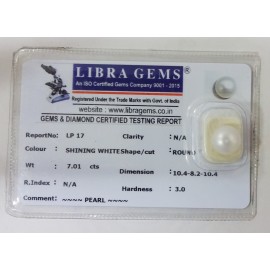 LIBRA GEMS®
An ISO Certified Gems Company 9001 - 2015
Registered Under the Trade Marks with Govt. of India
website : www.libragems.com
GEMS & DIAMOND CERTIFIED TESTING REPORT
ReportNo: LP 17 Clarity : N/A
Colour : SHINING WHITE Shape/cut : ROUND
Wt : 7.01 cts Dimension :
10.4-8.2-10.4
R.Index : N/A Hardness : 3.0
Comment : ~~~~ PEARL ~~~~